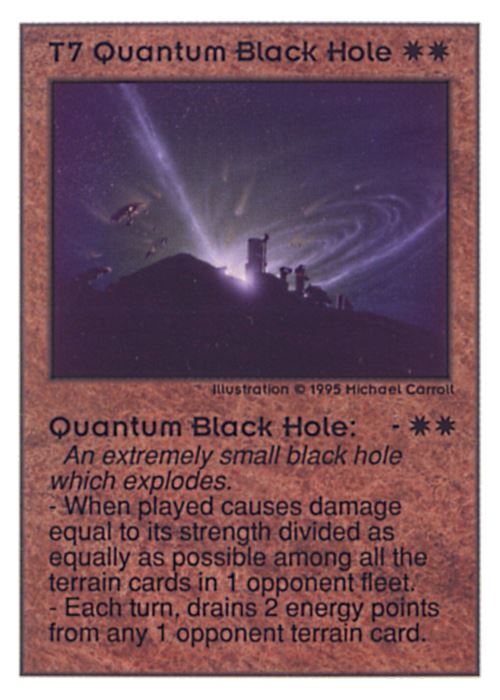 T7 Quantum Black Hole ✷✷
Illustration © 1995 Michael Carroll
Quantum Black Hole: - ✷✷
An extremely small black hole
which explodes.
- When played causes damage
equal to its strength divided as
equally as possible among all the
terrain cards in 1 opponent fleet.
- Each turn, drains 2 energy points
from any 1 opponent terrain card.